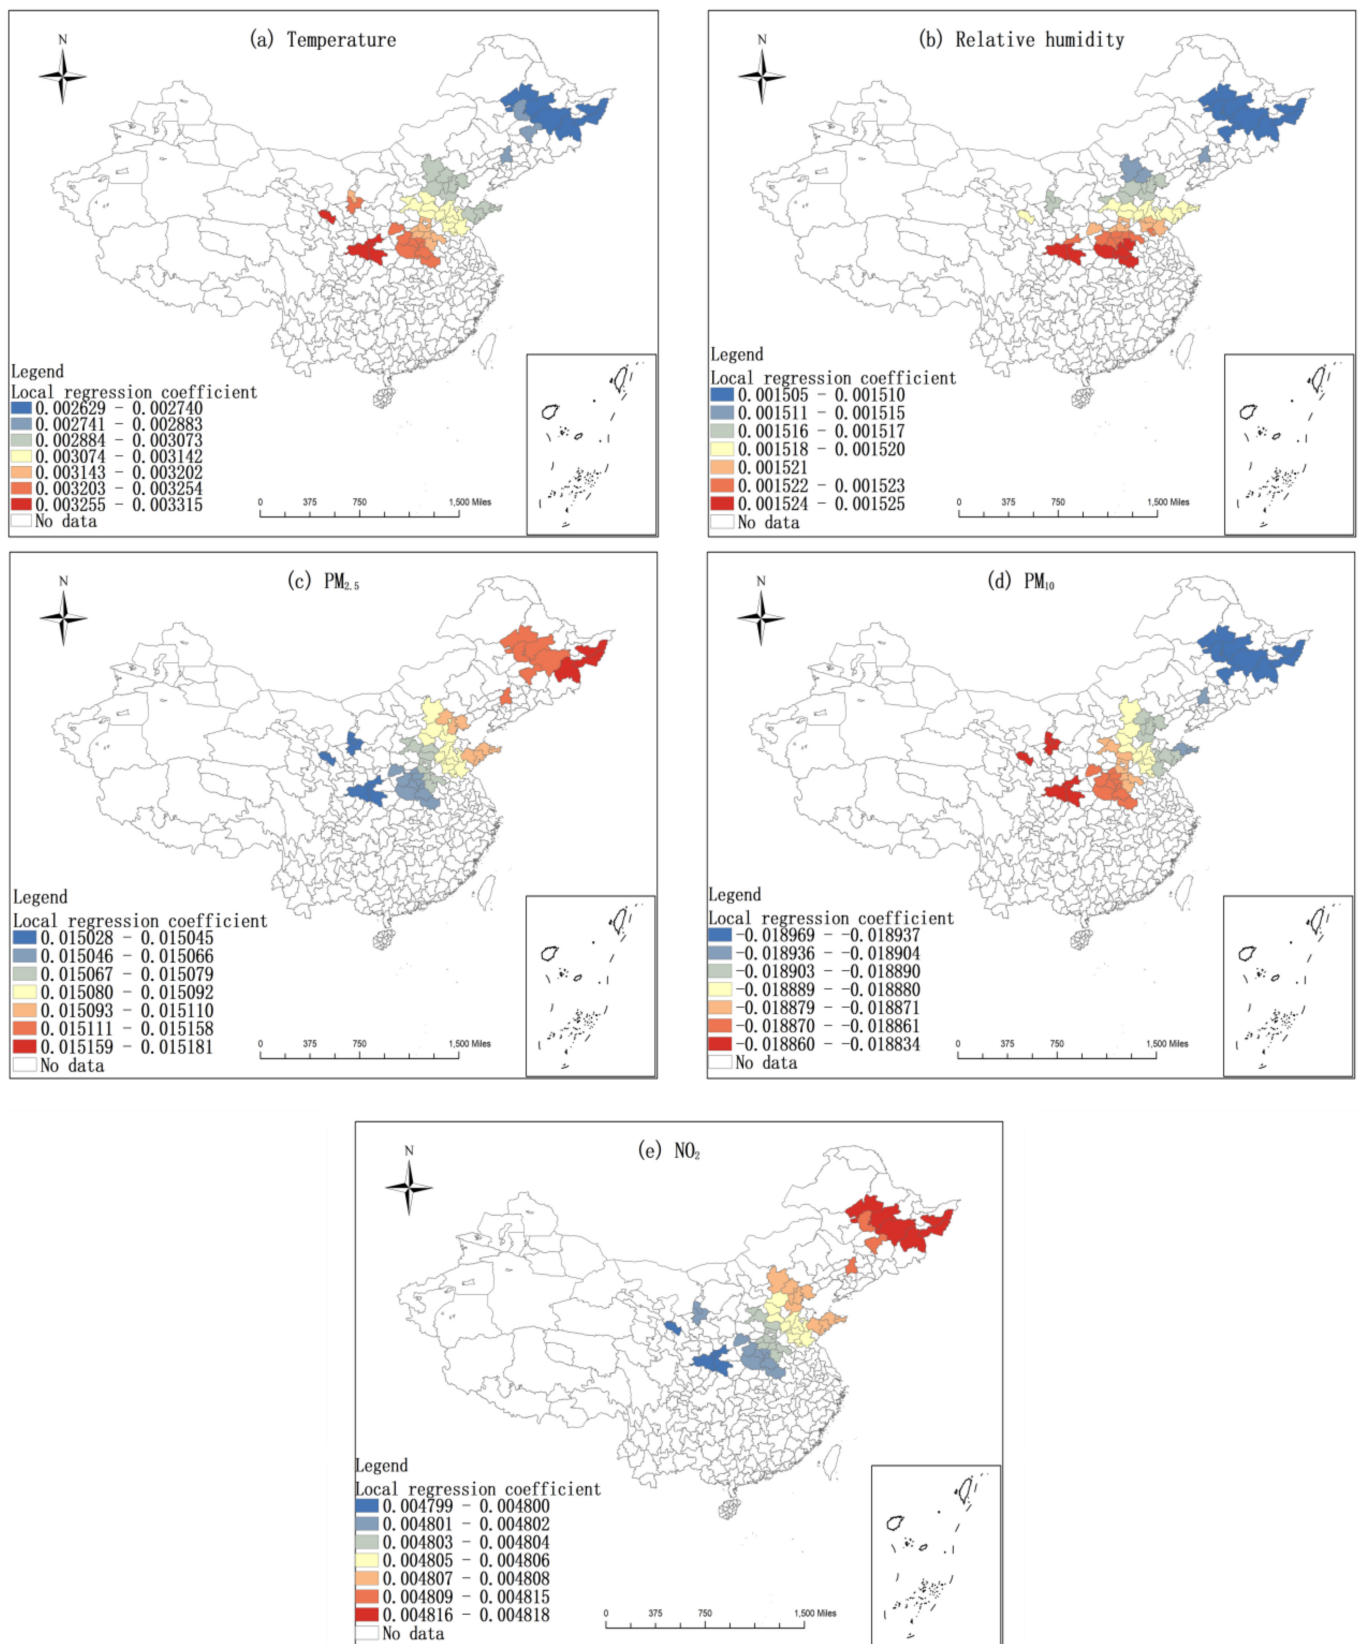 (a) Temperature
N
Legend
Local regression coefficient
0.002629 - 0.002740
0.002741 - 0.002883
0.002884 - 0.003073
0.003074 - 0.003142
0.003143 - 0.003202
0.003203 - 0.003254
0.003255 - 0.003315
No data
0 375 750 1,500 Miles
(b) Relative humidity
N
Legend
Local regression coefficient
0.001505 - 0.001510
0.001511 - 0.001515
0.001516 - 0.001517
0.001518 - 0.001520
0.001521
0.001522 - 0.001523
0.001524 - 0.001525
No data
0 375 750 1,500 Miles
(c) PM2.5
N
Legend
Local regression coefficient
0.015028 - 0.015045
0.015046 - 0.015066
0.015067 - 0.015079
0.015080 - 0.015092
0.015093 - 0.015110
0.015111 - 0.015158
0.015159 - 0.015181
No data
0 375 750 1,500 Miles
(d) PM10
N
Legend
Local regression coefficient
-0.018969 - -0.018937
-0.018936 - -0.018904
-0.018903 - -0.018890
-0.018889 - -0.018880
-0.018879 - -0.018871
-0.018870 - -0.018861
-0.018860 - -0.018834
No data
0 375 750 1,500 Miles
(e) NO2
N
Legend
Local regression coefficient
0.004799 - 0.004800
0.004801 - 0.004802
0.004803 - 0.004804
0.004805 - 0.004806
0.004807 - 0.004808
0.004809 - 0.004815
0.004816 - 0.004818
No data
0 375 750 1,500 Miles